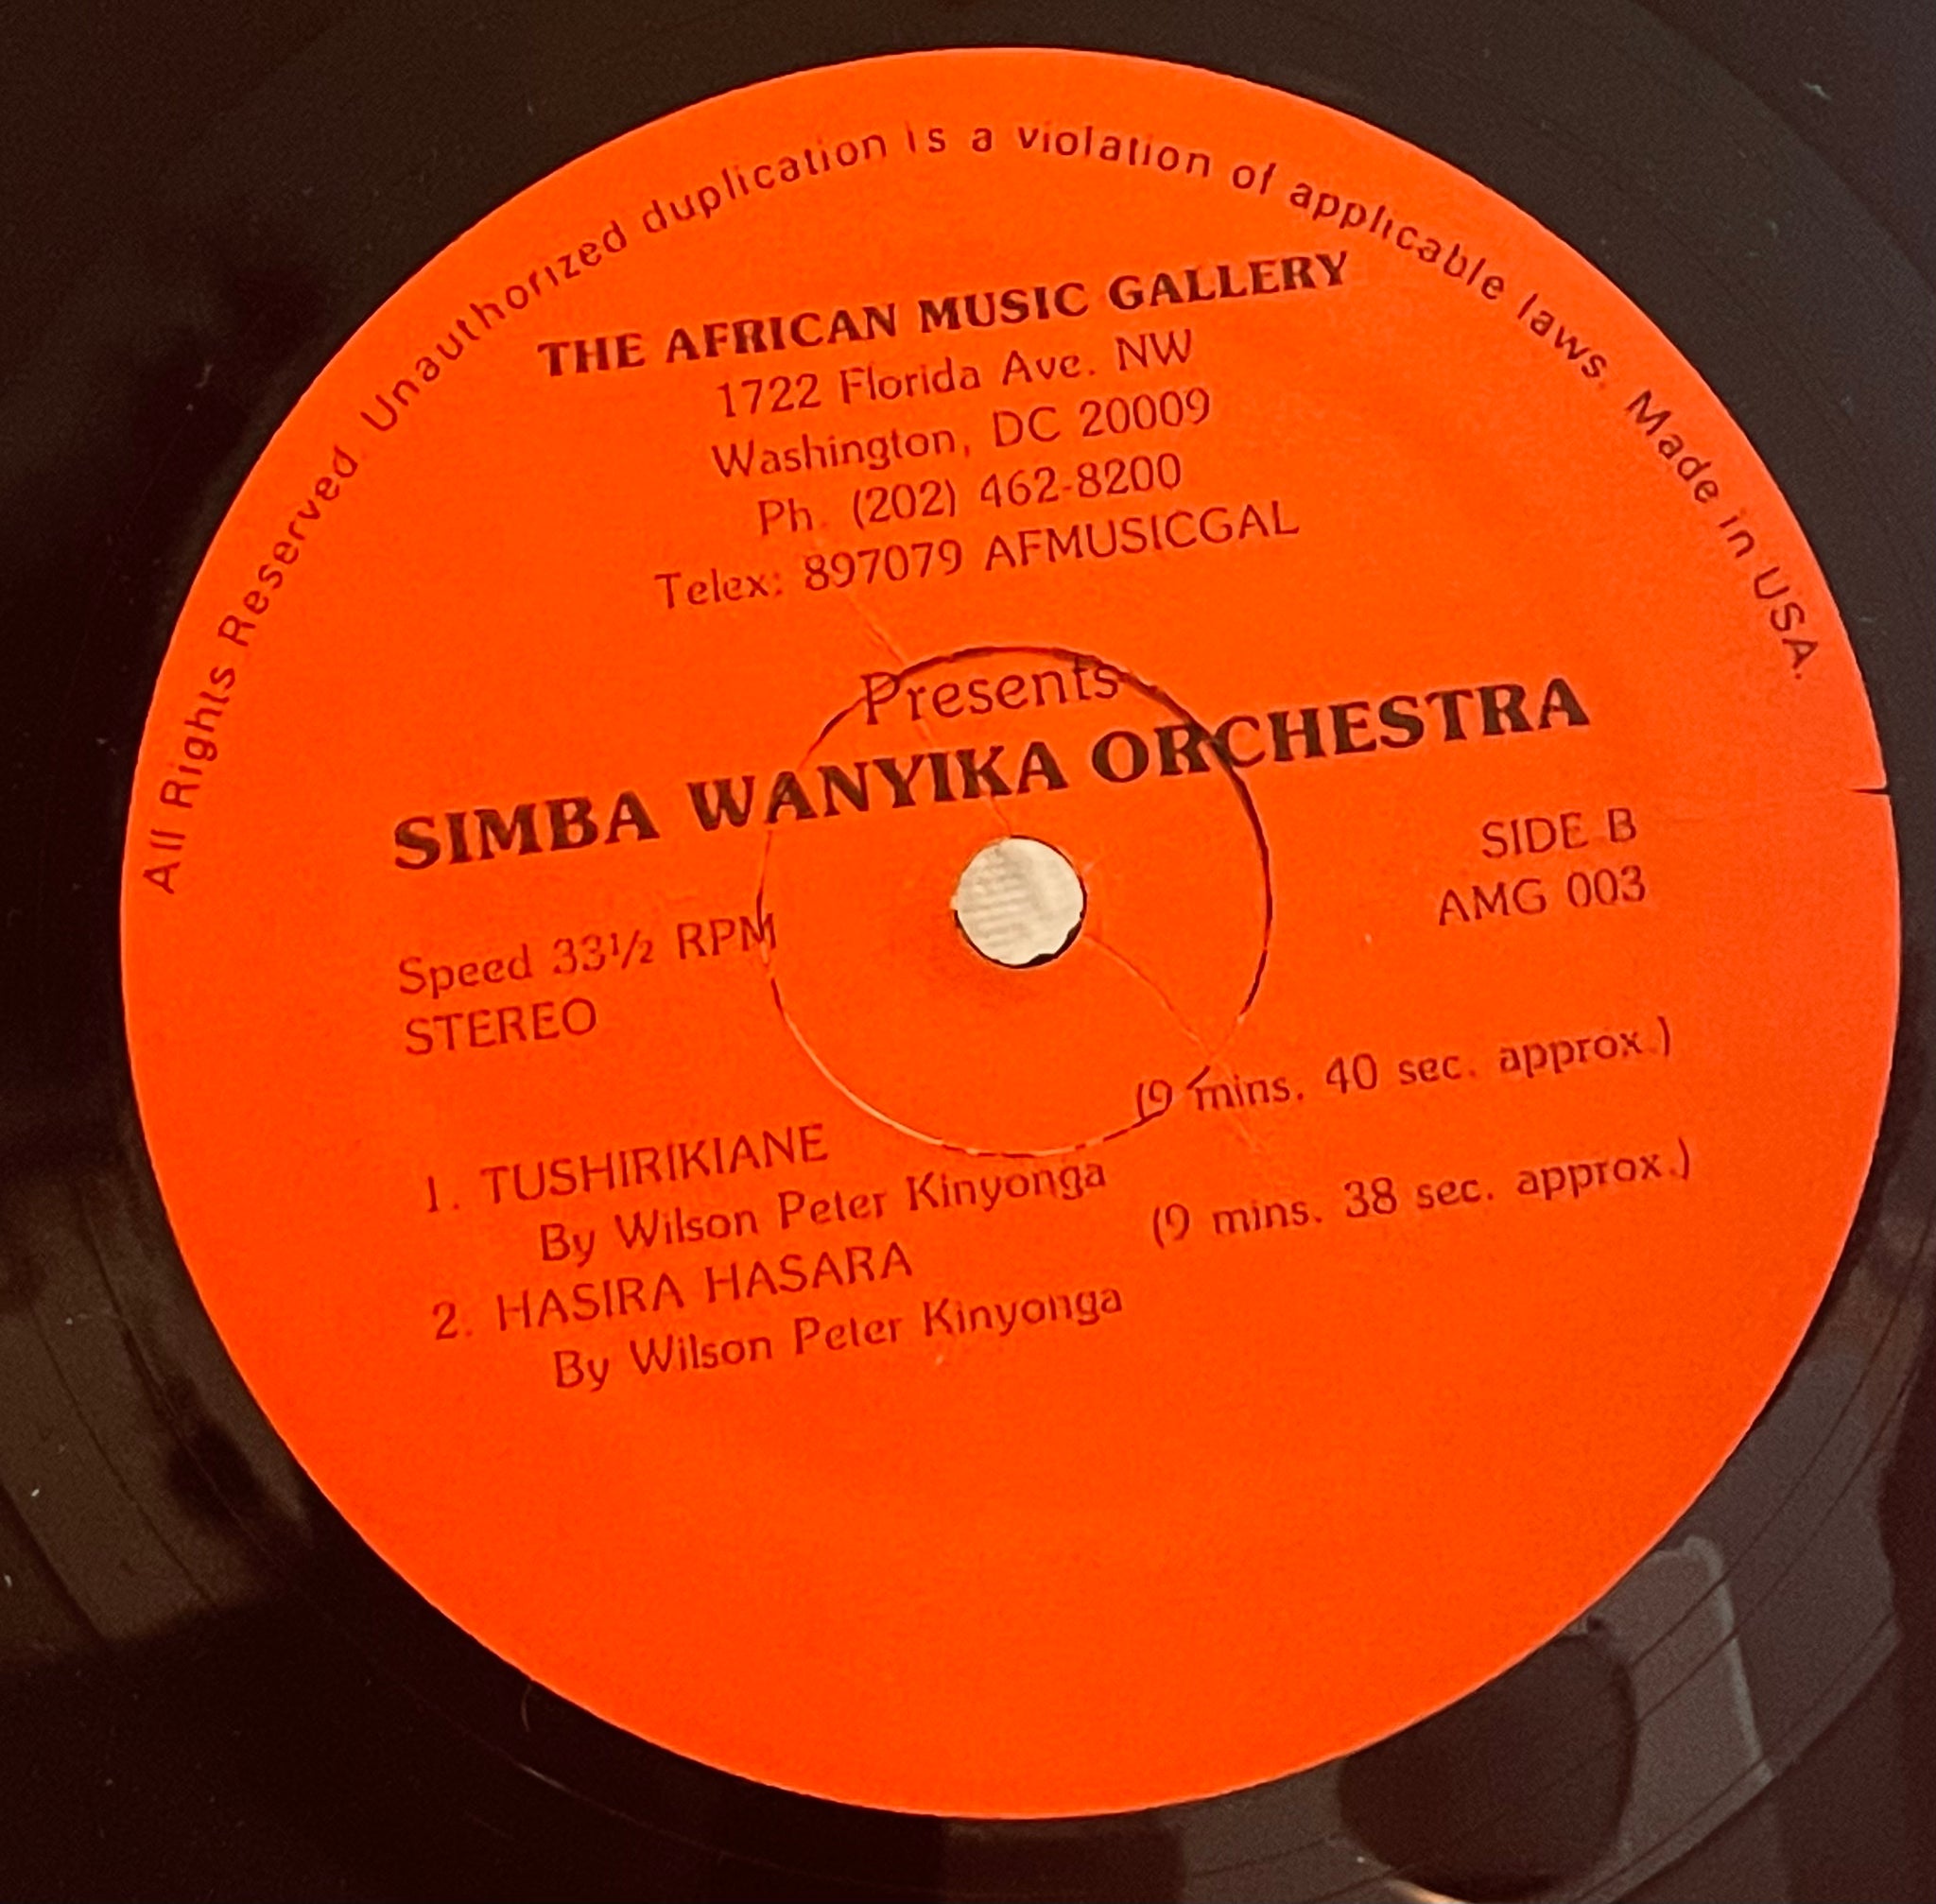 All Rights Reserved. Unauthorized duplication is a violation of applicable laws. Made in USA.
THE AFRICAN MUSIC GALLERY
1722 Florida Ave. NW
Washington, DC 20009
Ph. (202) 462-8200
Telex: 897079 AFMUSICGAL
Presents
SIMBA WANYIKA ORCHESTRA
SIDE B
AMG 003
Speed 33½ RPM
STEREO
1. TUSHIRIKIANE (9 mins. 40 sec. approx.)
By Wilson Peter Kinyonga
2. HASIRA HASARA (9 mins. 38 sec. approx.)
By Wilson Peter Kinyonga